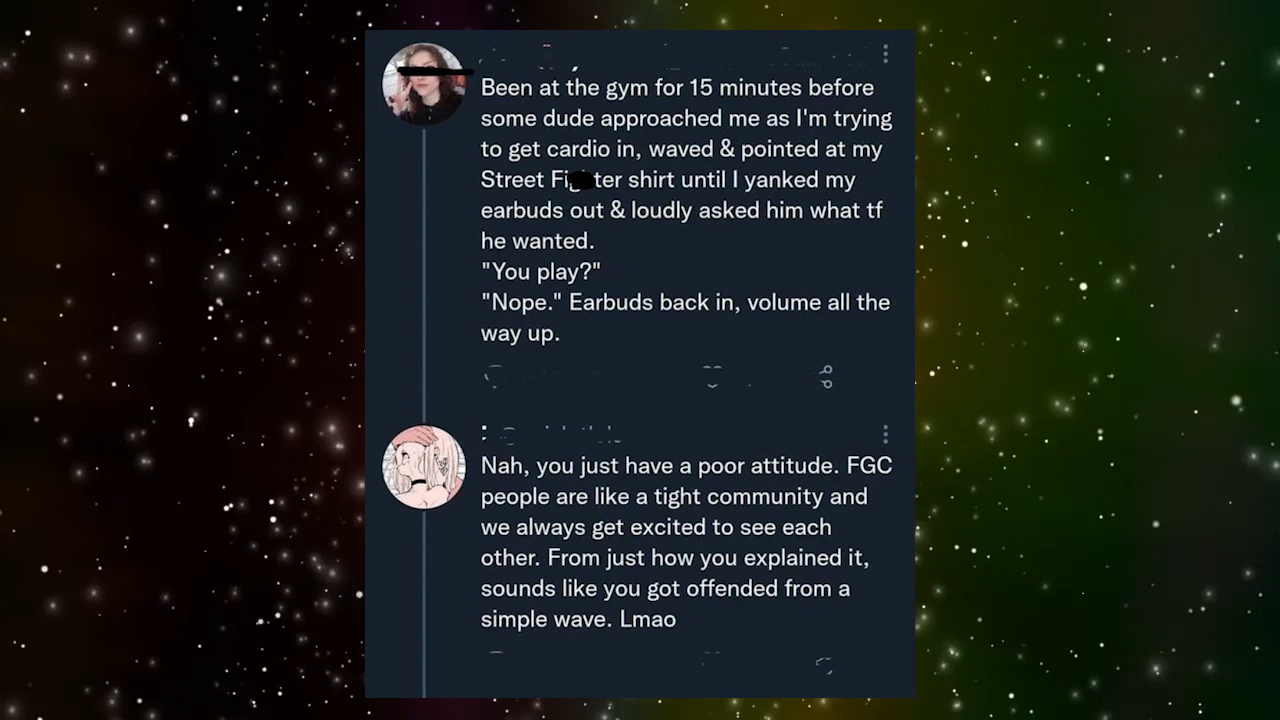 Been at the gym for 15 minutes before
some dude approached me as I'm trying
to get cardio in, waved & pointed at my
Street Fi ter shirt until I yanked my
earbuds out & loudly asked him what tf
he wanted.
"You play?"
"Nope." Earbuds back in, volume all the
way up.
Nah, you just have a poor attitude. FGC
people are like a tight community and
we always get excited to see each
other. From just how you explained it,
sounds like you got offended from a
simple wave. Lmao